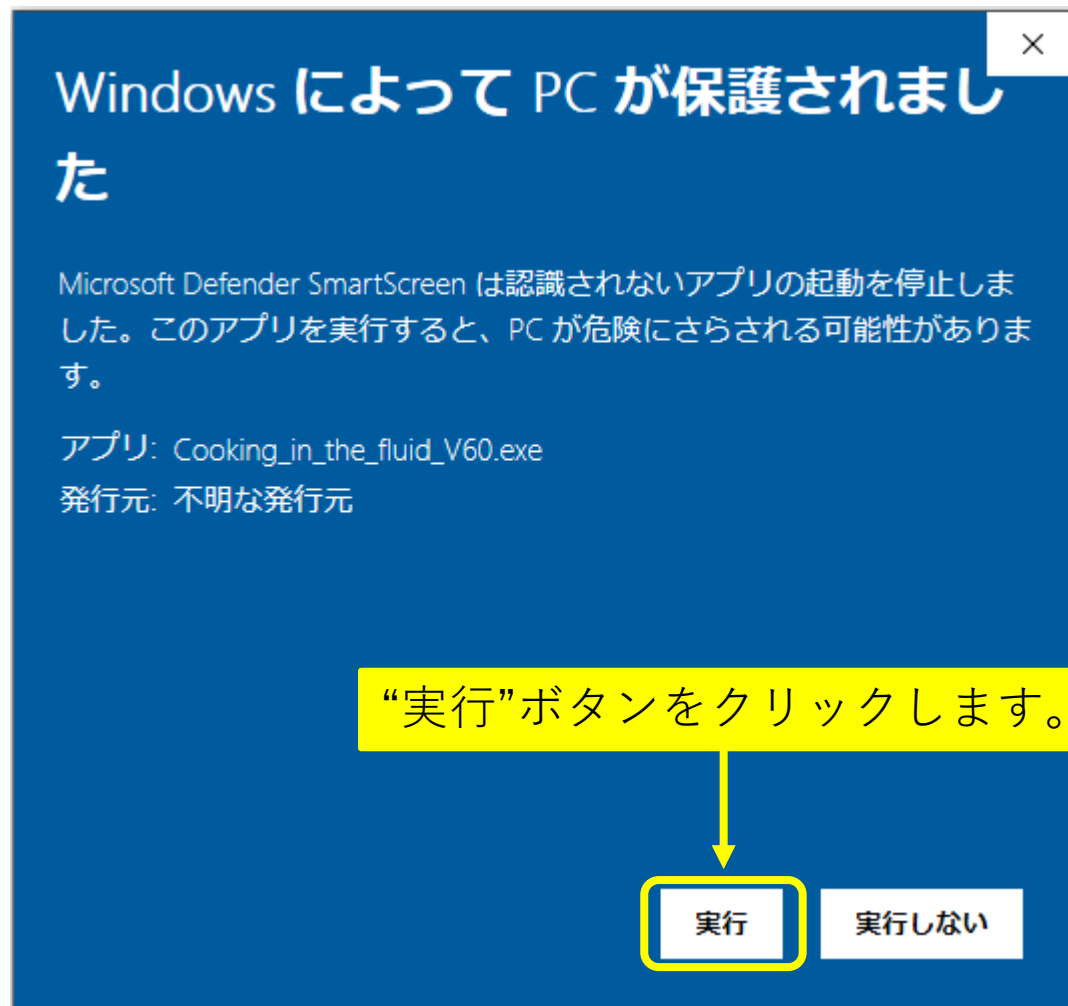 Windows によって PC が保護されまし
た
Microsoft Defender SmartScreen は認識されないアプリの起動を停止しま
した。このアプリを実行すると、PC が危険にさらされる可能性がありま
す。
アプリ: Cooking_in_the_fluid_V60.exe
発行元: 不明な発行元
“実行”ボタンをクリックします。
実行 実行しない